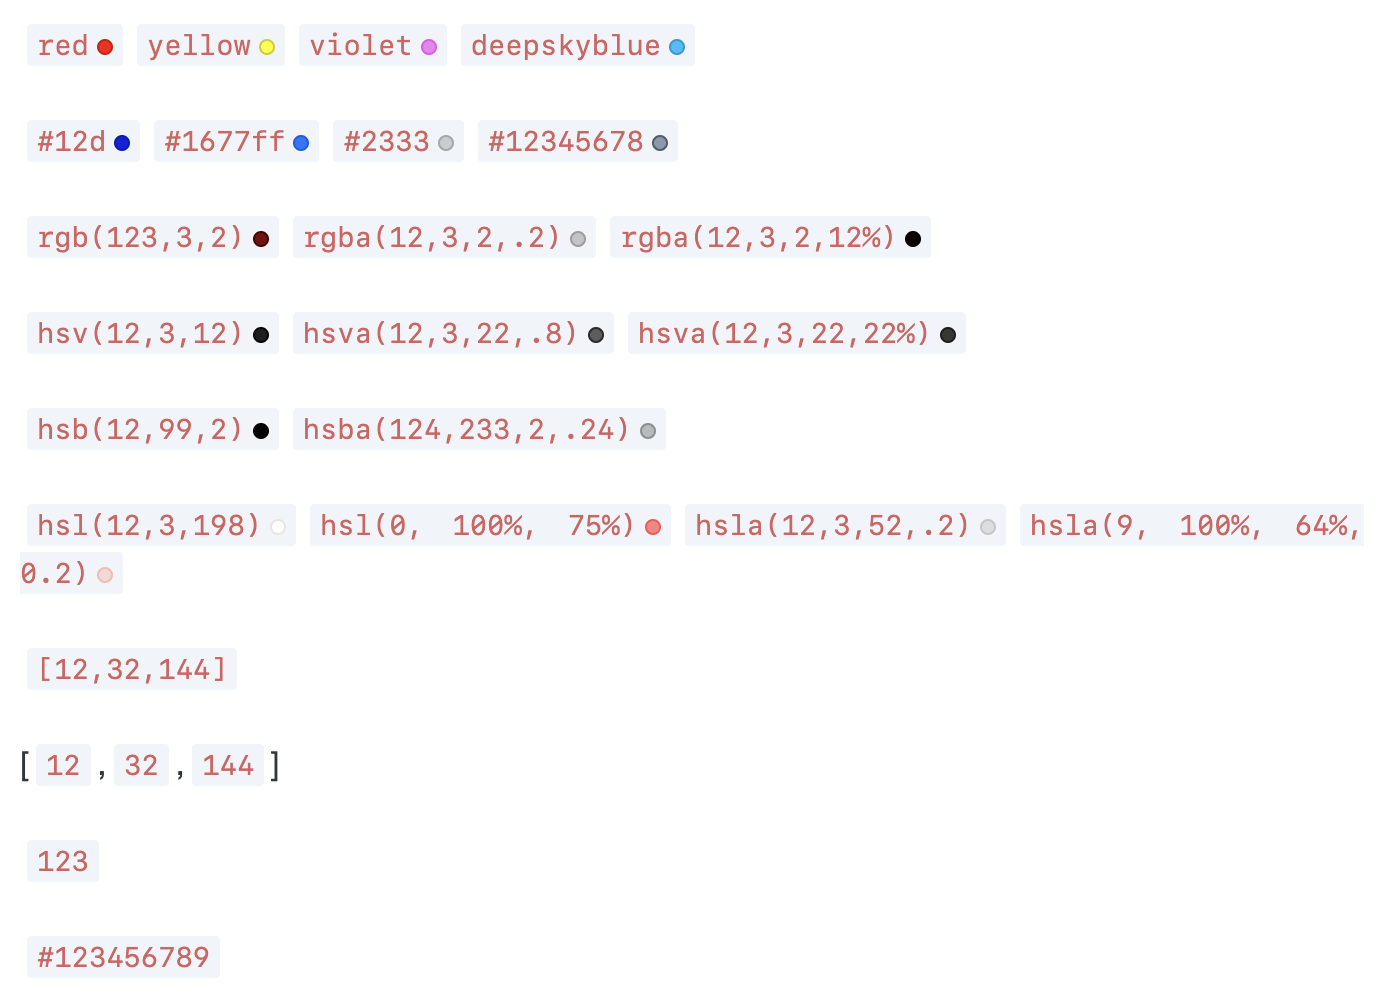 red yellow violet deepskyblue
#12d #1677ff #2333 #12345678
rgb(123,3,2) rgba(12,3,2,.2) rgba(12,3,2,12%)
hsv(12,3,12) hsva(12,3,22,.8) hsva(12,3,22,22%)
hsb(12,99,2) hsba(124,233,2,.24)
hsl(12,3,198) hsl(0, 100%, 75%) hsla(12,3,52,.2) hsla(9, 100%, 64%,
0.2)
[12,32,144]
[ 12 , 32 , 144 ]
123
#123456789